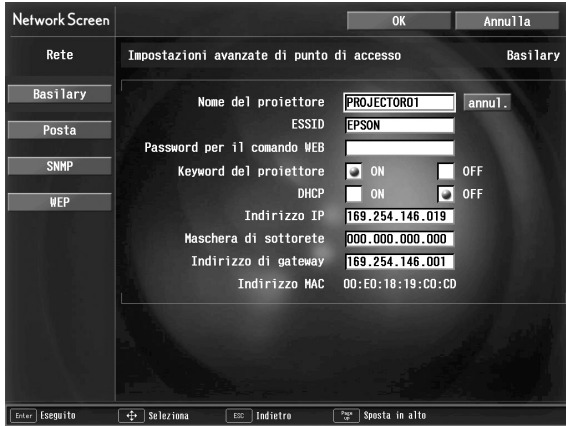 Network Screen OK Annulla
Rete Impostazioni avanzate di punto di accesso Basilary
Basilary
Posta
SNMP
WEP
Nome del proiettore PROJECTOR01 annul.
ESSID EPSON
Password per il comando WEB
Keyword del proiettore ON OFF
DHCP ON OFF
Indirizzo IP 169.254.146.019
Maschera di sottorete 000.000.000.000
Indirizzo di gateway 169.254.146.001
Indirizzo MAC 00:E0:18:19:C0:CD
Enter Eseguito Seleziona ESC Indietro Page up Sposta in alto